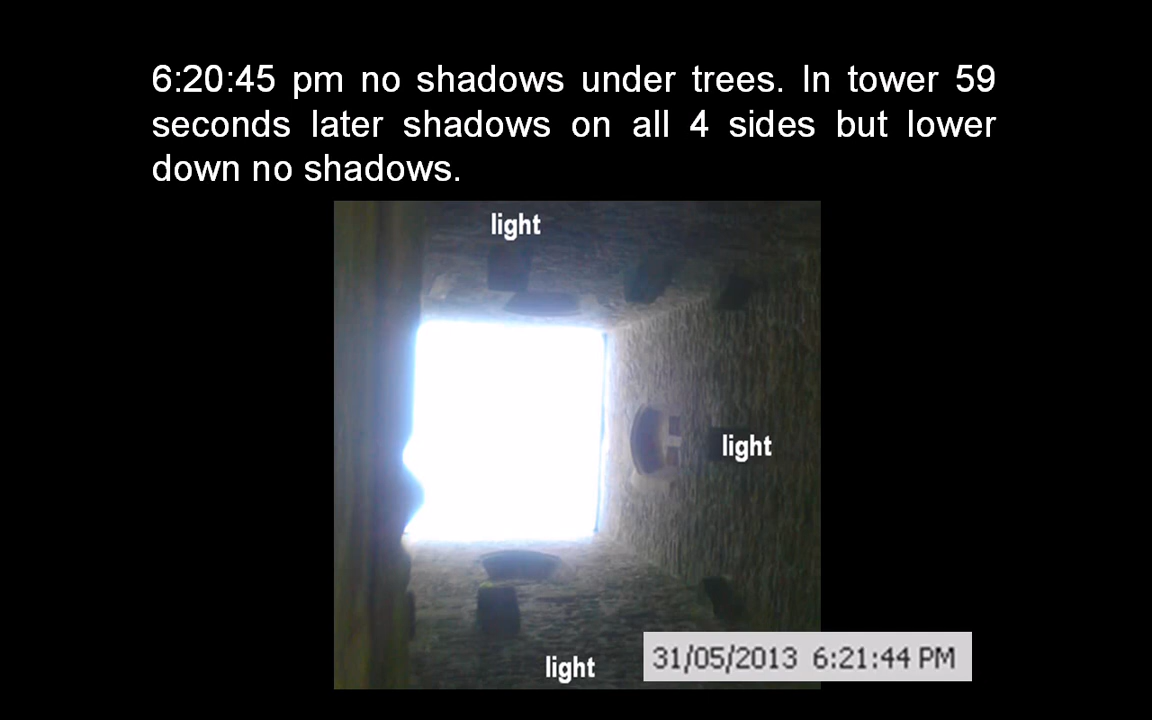 6:20:45 pm no shadows under trees. In tower 59
seconds later shadows on all 4 sides but lower
down no shadows.
light
light
light
31/05/2013 6:21:44 PM